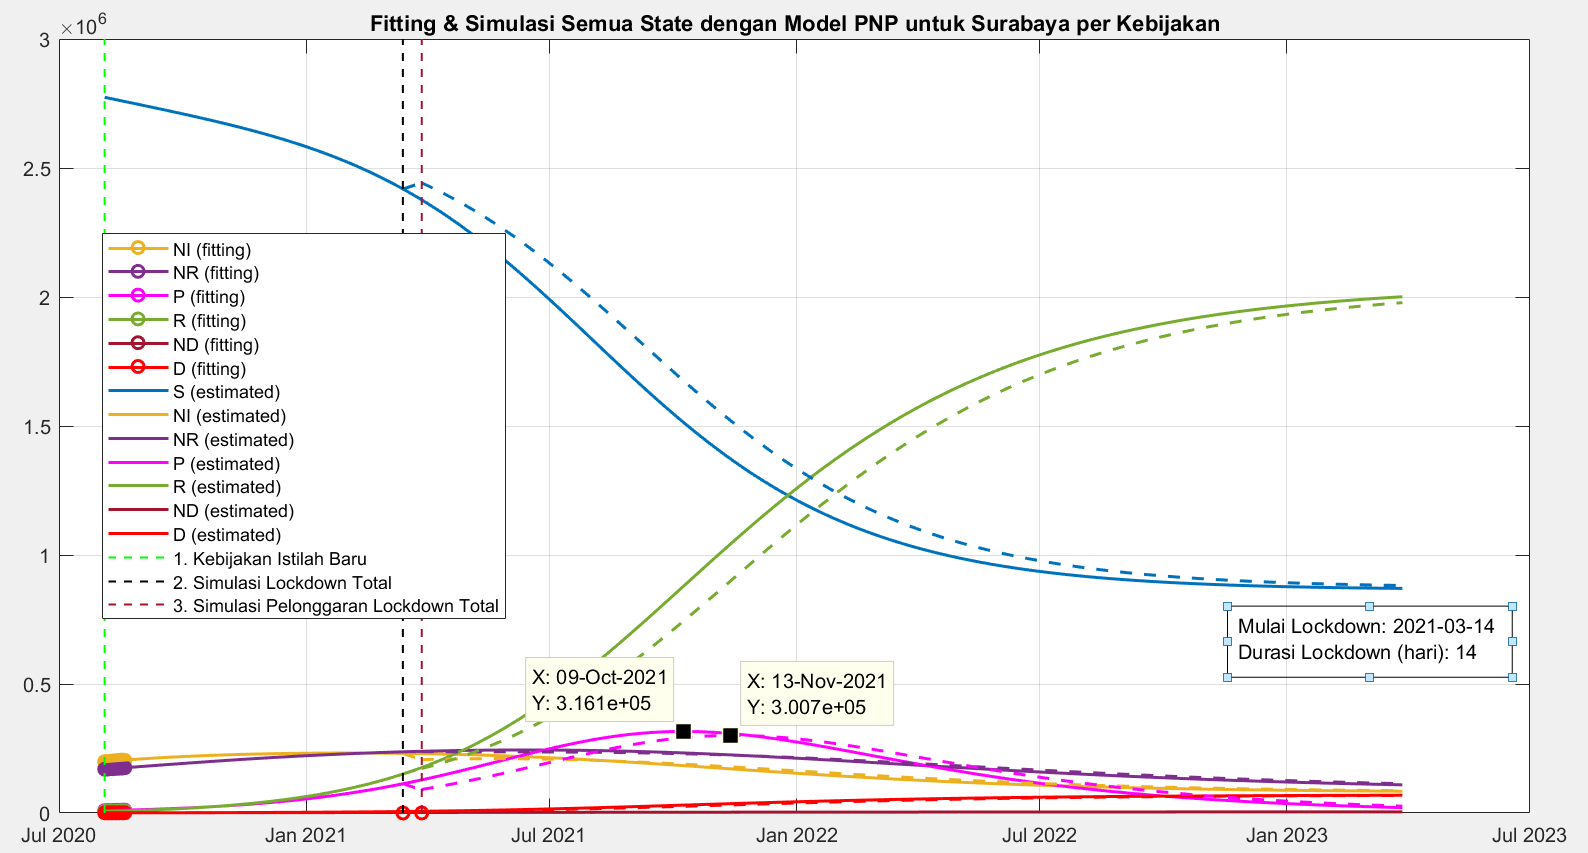 Fitting & Simulasi Semua State dengan Model PNP untuk Surabaya per Kebijakan
×10^6
3
2.5
2
1.5
1
0.5
0
NI (fitting)
NR (fitting)
P (fitting)
R (fitting)
ND (fitting)
D (fitting)
S (estimated)
NI (estimated)
NR (estimated)
P (estimated)
R (estimated)
ND (estimated)
D (estimated)
1. Kebijakan Istilah Baru
2. Simulasi Lockdown Total
3. Simulasi Pelonggaran Lockdown Total
X: 09-Oct-2021
Y: 3.161e+05
X: 13-Nov-2021
Y: 3.007e+05
Mulai Lockdown: 2021-03-14
Durasi Lockdown (hari): 14
Jul 2020
Jan 2021
Jul 2021
Jan 2022
Jul 2022
Jan 2023
Jul 2023